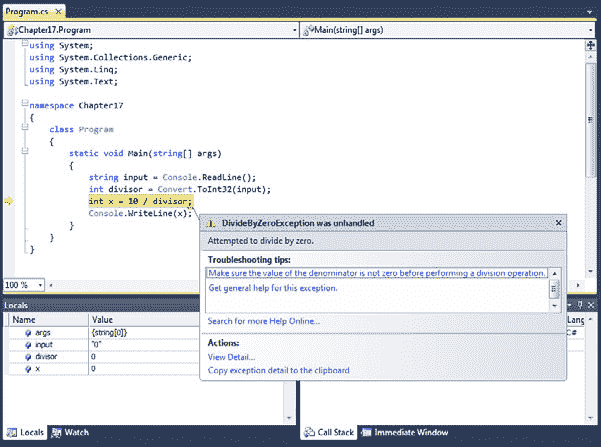 Program.cs
Chapter17.Program
Main(string[] args)
using System;
using System.Collections.Generic;
using System.Linq;
using System.Text;
namespace Chapter17
{
class Program
{
static void Main(string[] args)
{
string input = Console.ReadLine();
int divisor = Convert.ToInt32(input);
int x = 10 / divisor;
Console.WriteLine(x);
}
}
}
DivideByZeroException was unhandled
Attempted to divide by zero.
Troubleshooting tips:
Make sure the value of the denominator is not zero before performing a division operation.
Get general help for this exception.
Search for more Help Online...
Actions:
View Detail...
Copy exception detail to the clipboard
100 %
Locals
Name Value
args {string[0]}
input "0"
divisor 0
x 0
Lang
C#
Locals
Watch
Call Stack
Immediate Window